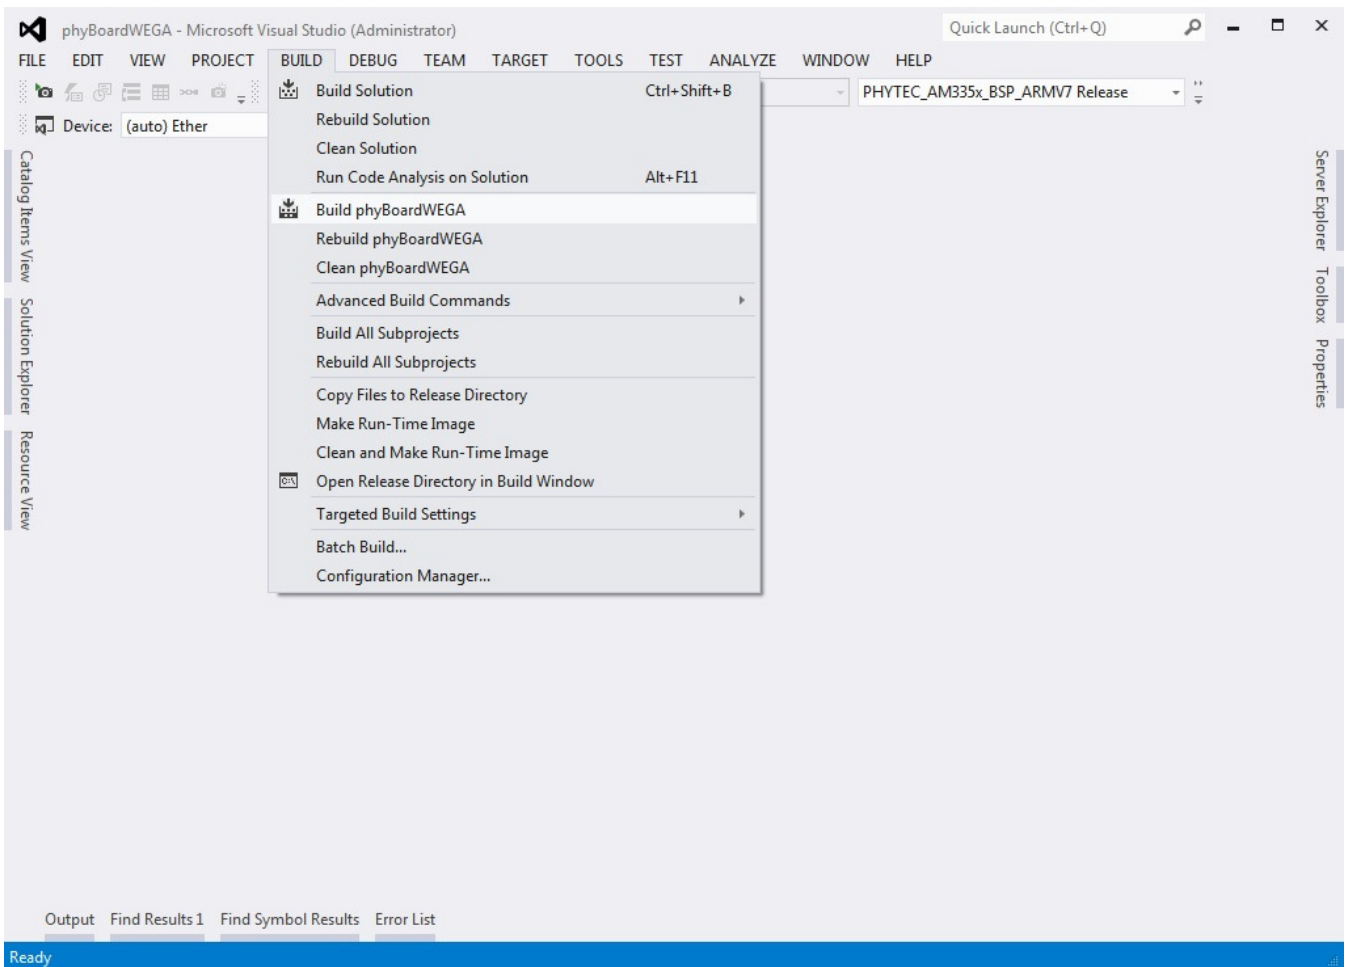 phyBoardWEGA - Microsoft Visual Studio (Administrator)
Quick Launch (Ctrl+Q)
FILE EDIT VIEW PROJECT BUILD DEBUG TEAM TARGET TOOLS TEST ANALYZE WINDOW HELP
PHYTEC_AM335x_BSP_ARMV7 Release
Device: (auto) Ether
Build Solution Ctrl+Shift+B
Rebuild Solution
Clean Solution
Run Code Analysis on Solution Alt+F11
Build phyBoardWEGA
Rebuild phyBoardWEGA
Clean phyBoardWEGA
Advanced Build Commands
Build All Subprojects
Rebuild All Subprojects
Copy Files to Release Directory
Make Run-Time Image
Clean and Make Run-Time Image
C:\ Open Release Directory in Build Window
Targeted Build Settings
Batch Build...
Configuration Manager...
Catalog Items View
Solution Explorer
Resource View
Server Explorer
Toolbox
Properties
Output Find Results 1 Find Symbol Results Error List
Ready